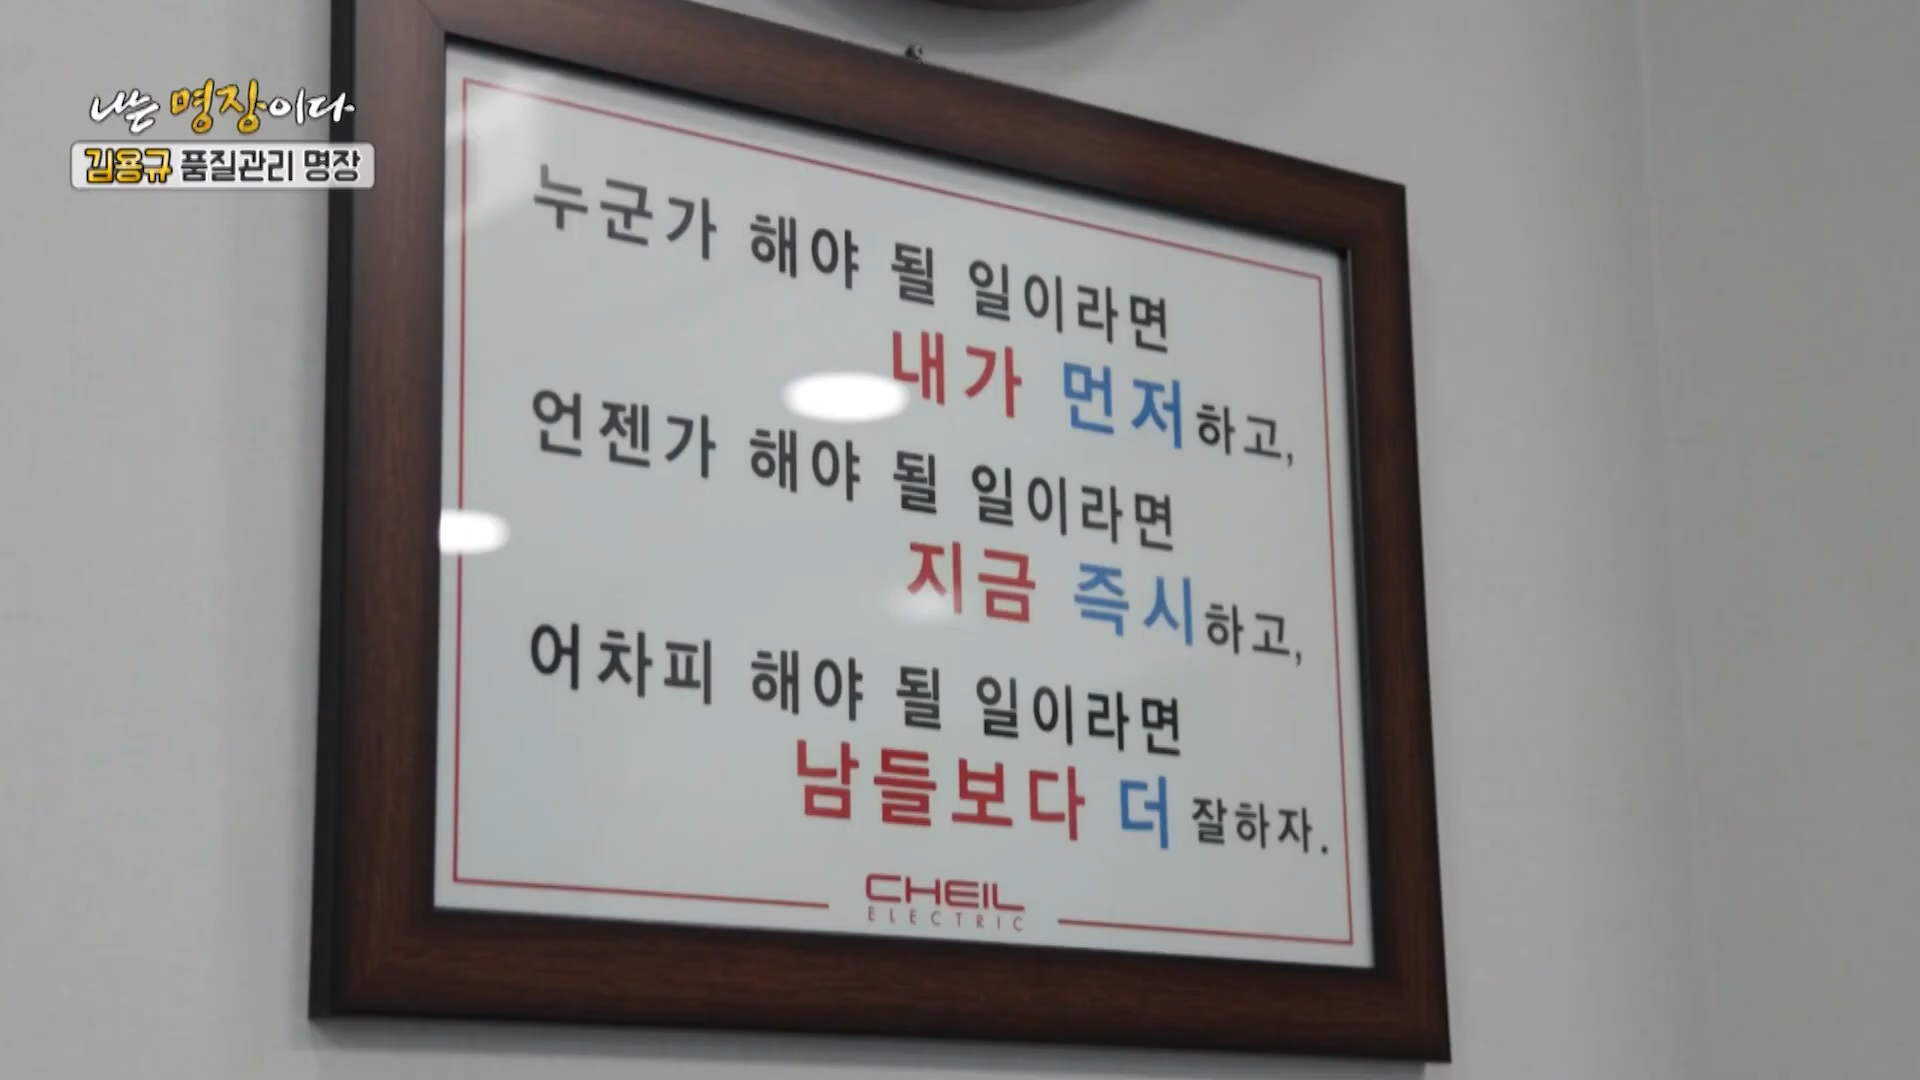 나는 명장이다
김용규 품질관리 명장
누군가 해야 될 일이라면
내가 먼저하고,
언젠가 해야 될 일이라면
지금 즉시하고,
어차피 해야 될 일이라면
남들보다 더 잘하자.
CHEIL
ELECTRIC